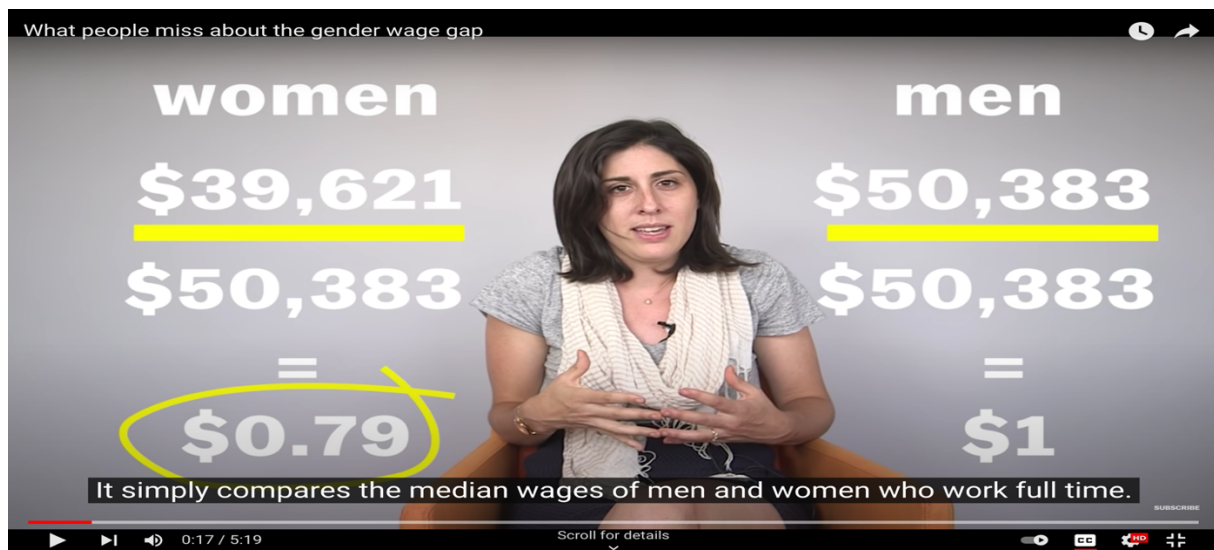 What people miss about the gender wage gap
women men
$39,621 $50,383
$50,383 $50,383
= =
$0.79 $1
It simply compares the median wages of men and women who work full time.
SUBSCRIBE
0:17 / 5:19 Scroll for details CC HD